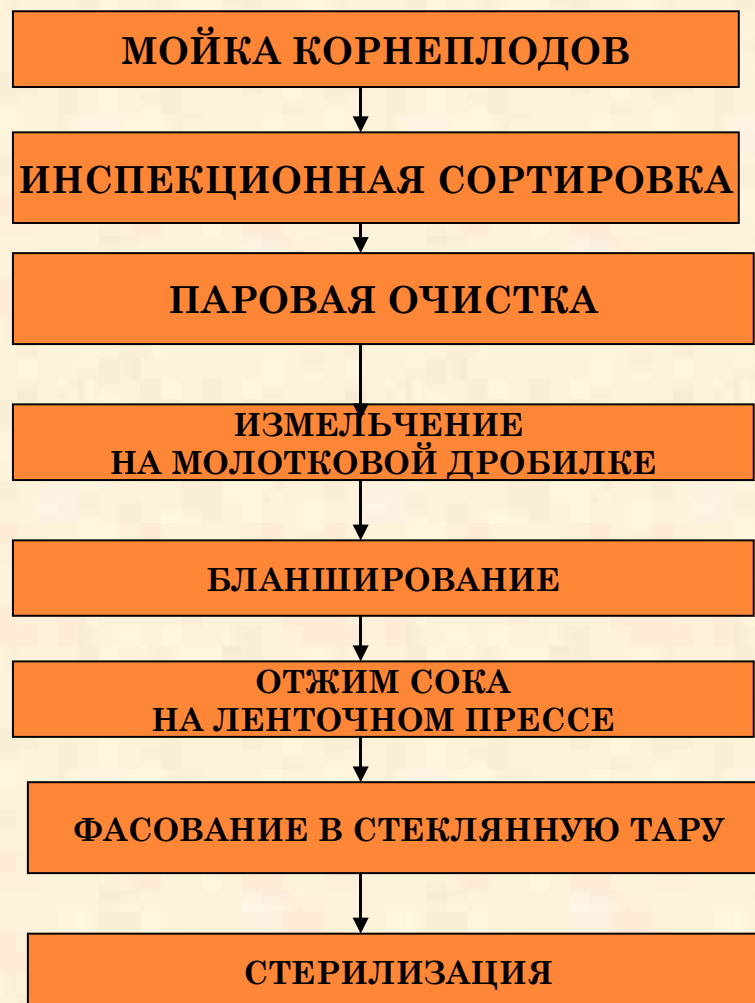 МОЙКА КОРНЕПЛОДОВ
ИНСПЕКЦИОННАЯ СОРТИРОВКА
ПАРОВАЯ ОЧИСТКА
ИЗМЕЛЬЧЕНИЕ
НА МОЛОТКОВОЙ ДРОБИЛКЕ
БЛАНШИРОВАНИЕ
ОТЖИМ СОКА
НА ЛЕНТОЧНОМ ПРЕССЕ
ФАСОВАНИЕ В СТЕКЛЯННУЮ ТАРУ
СТЕРИЛИЗАЦИЯ